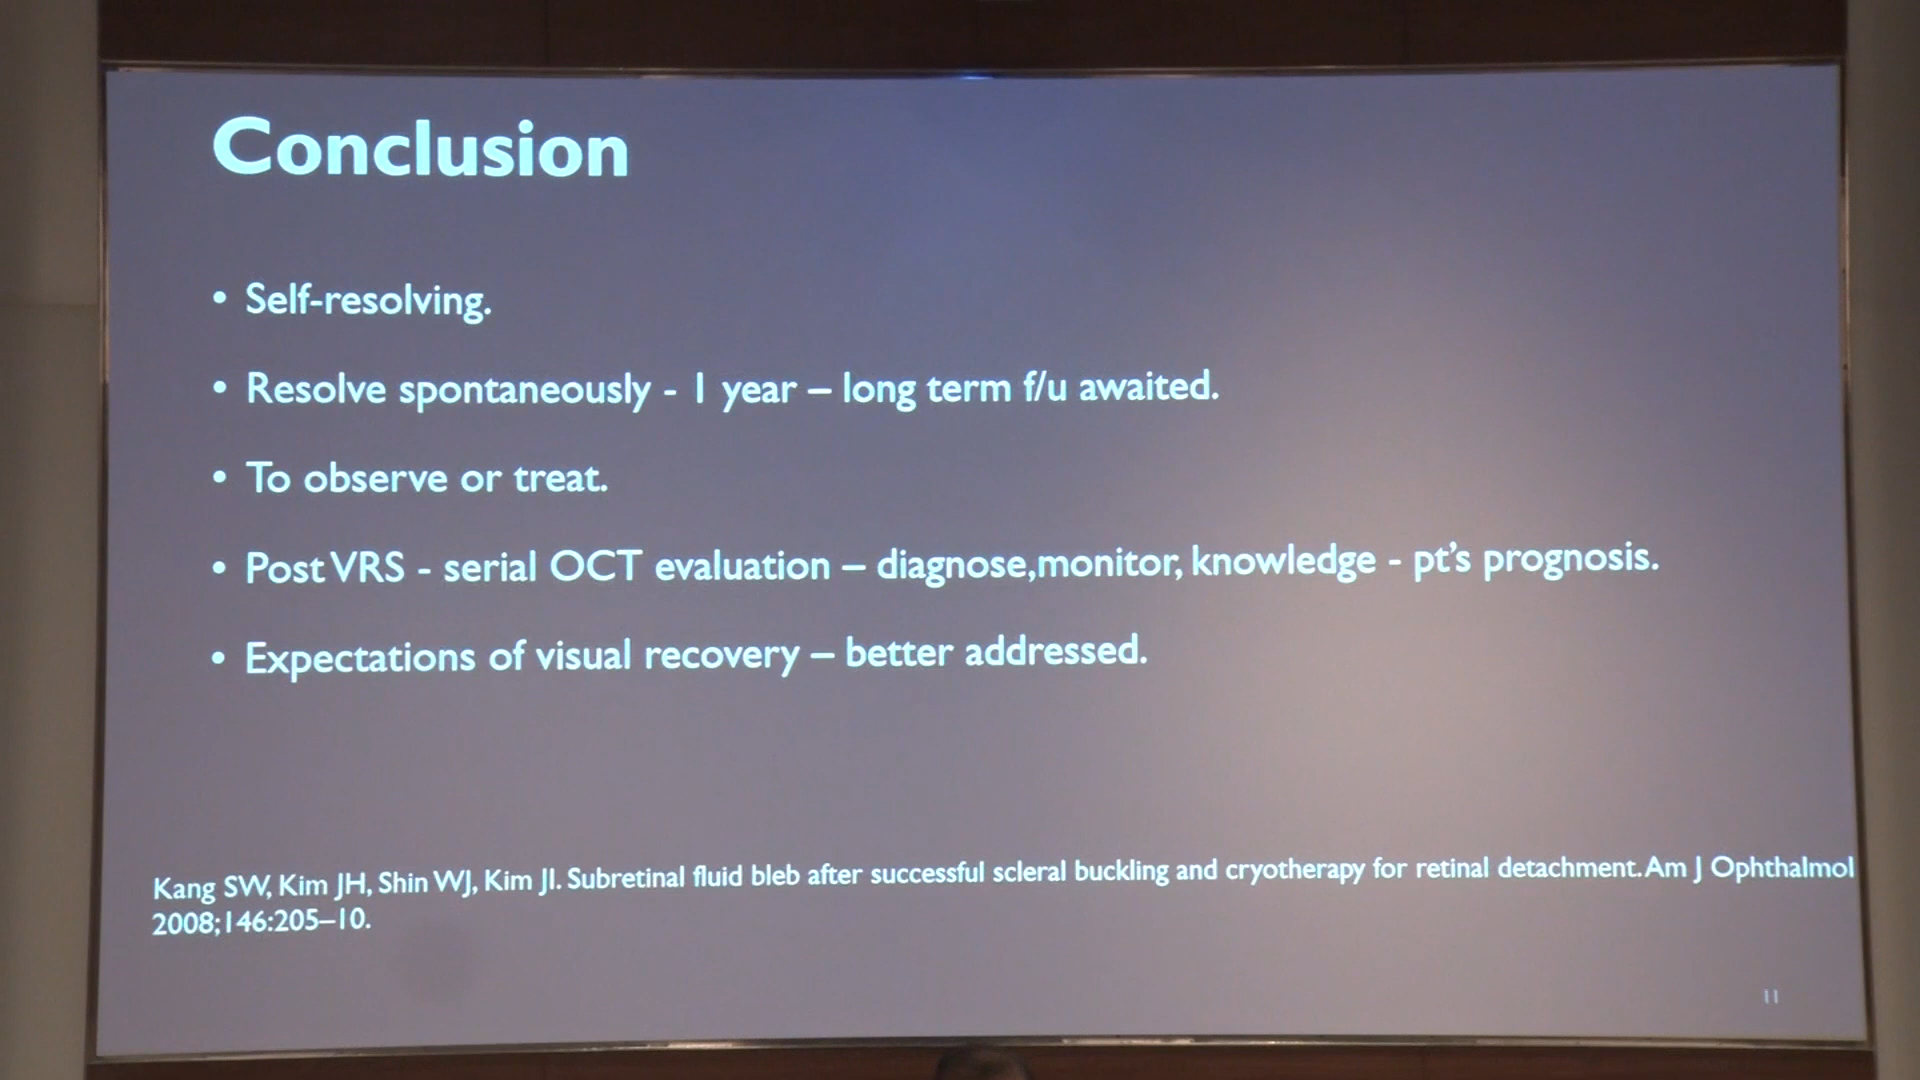 Conclusion
• Self-resolving.
• Resolve spontaneously - 1 year – long term f/u awaited.
• To observe or treat.
• Post VRS - serial OCT evaluation – diagnose,monitor, knowledge - pt's prognosis.
• Expectations of visual recovery – better addressed.
Kang SW, Kim JH, Shin WJ, Kim JI. Subretinal fluid bleb after successful scleral buckling and cryotherapy for retinal detachment. Am J Ophthalmol
2008;146:205–10.
11